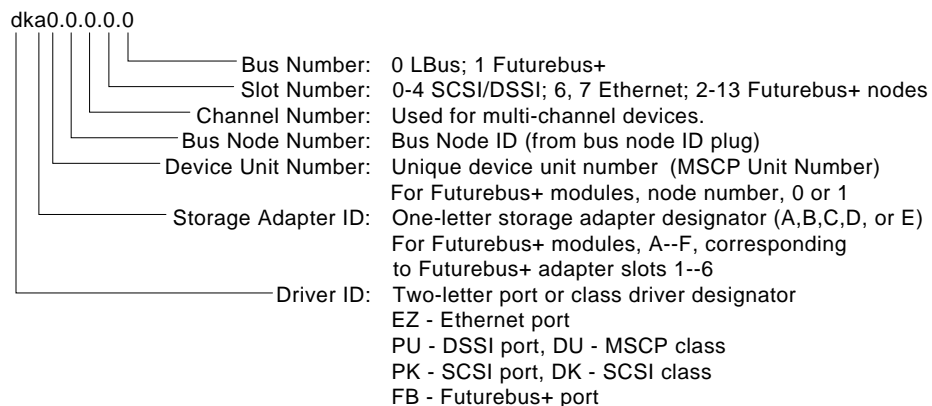 dka0.0.0.0.0
Bus Number: 0 LBus; 1 Futurebus+
Slot Number: 0-4 SCSI/DSSI; 6, 7 Ethernet; 2-13 Futurebus+ nodes
Channel Number: Used for multi-channel devices.
Bus Node Number: Bus Node ID (from bus node ID plug)
Device Unit Number: Unique device unit number (MSCP Unit Number)
For Futurebus+ modules, node number, 0 or 1
Storage Adapter ID: One-letter storage adapter designator (A,B,C,D, or E)
For Futurebus+ modules, A--F, corresponding
to Futurebus+ adapter slots 1--6
Driver ID: Two-letter port or class driver designator
EZ - Ethernet port
PU - DSSI port, DU - MSCP class
PK - SCSI port, DK - SCSI class
FB - Futurebus+ port